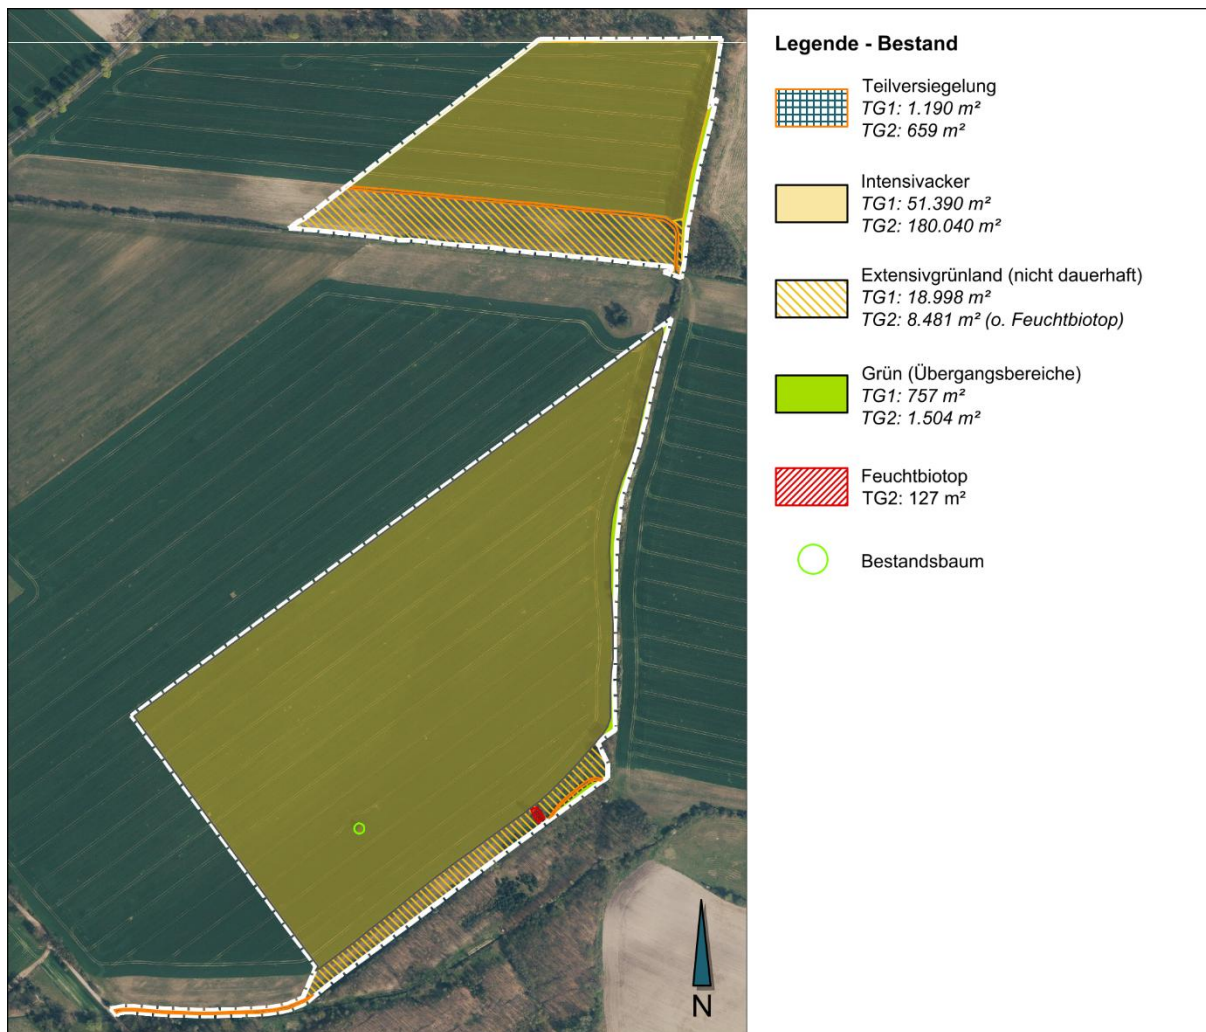 Legende - Bestand
Teilversiegelung
TG1: 1.190 m²
TG2: 659 m²
Intensivacker
TG1: 51.390 m²
TG2: 180.040 m²
Extensivgrünland (nicht dauerhaft)
TG1: 18.998 m²
TG2: 8.481 m² (o. Feuchtbiotop)
Grün (Übergangsbereiche)
TG1: 757 m²
TG2: 1.504 m²
Feuchtbiotop
TG2: 127 m²
Bestandsbaum
N